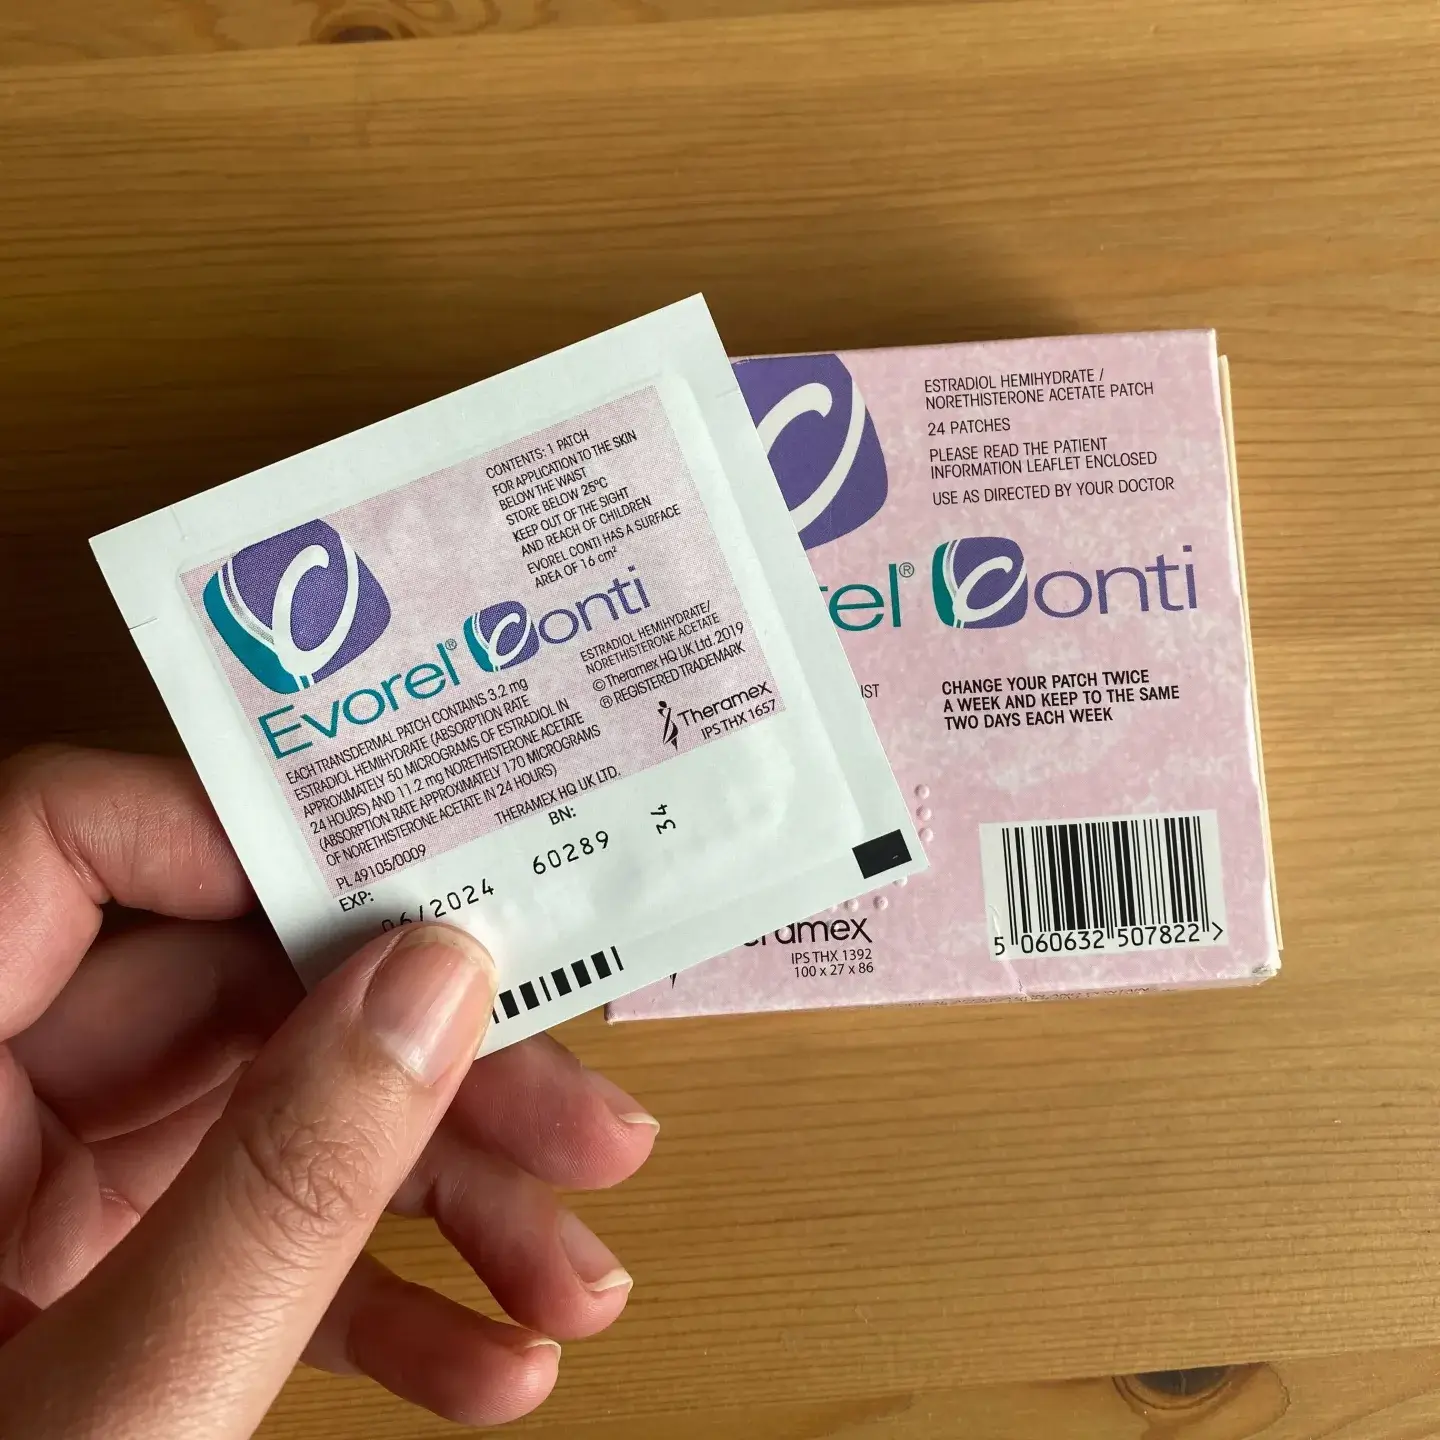 CONTENTS: 1 PATCH
FOR APPLICATION TO THE SKIN
BELOW THE WAIST
STORE BELOW 25°C
KEEP OUT OF THE SIGHT
AND REACH OF CHILDREN
EVOREL CONTI HAS A SURFACE
AREA OF 16 cm²
Evorel® Conti
ESTRADIOL HEMIHYDRATE/
NORETHISTERONE ACETATE
© Theramex HQ UK Ltd. 2019
® REGISTERED TRADEMARK
Theramex
IPS THX 1657
EACH TRANSDERMAL PATCH CONTAINS 3.2 mg
ESTRADIOL HEMIHYDRATE (ABSORPTION RATE
APPROXIMATELY 50 MICROGRAMS OF ESTRADIOL IN
24 HOURS) AND 11.2 mg NORETHISTERONE ACETATE
(ABSORPTION RATE APPROXIMATELY 170 MICROGRAMS
OF NORETHISTERONE ACETATE IN 24 HOURS)
THERAMEX HQ UK LTD.
PL 49105/0009
EXP:
06/2024
BN:
60289
34
ESTRADIOL HEMIHYDRATE /
NORETHISTERONE ACETATE PATCH
24 PATCHES
PLEASE READ THE PATIENT
INFORMATION LEAFLET ENCLOSED
USE AS DIRECTED BY YOUR DOCTOR
rel® Conti
IST
CHANGE YOUR PATCH TWICE
A WEEK AND KEEP TO THE SAME
TWO DAYS EACH WEEK
ramex
IPS THX 1392
100 x 27 x 86
5 060632 507822 >